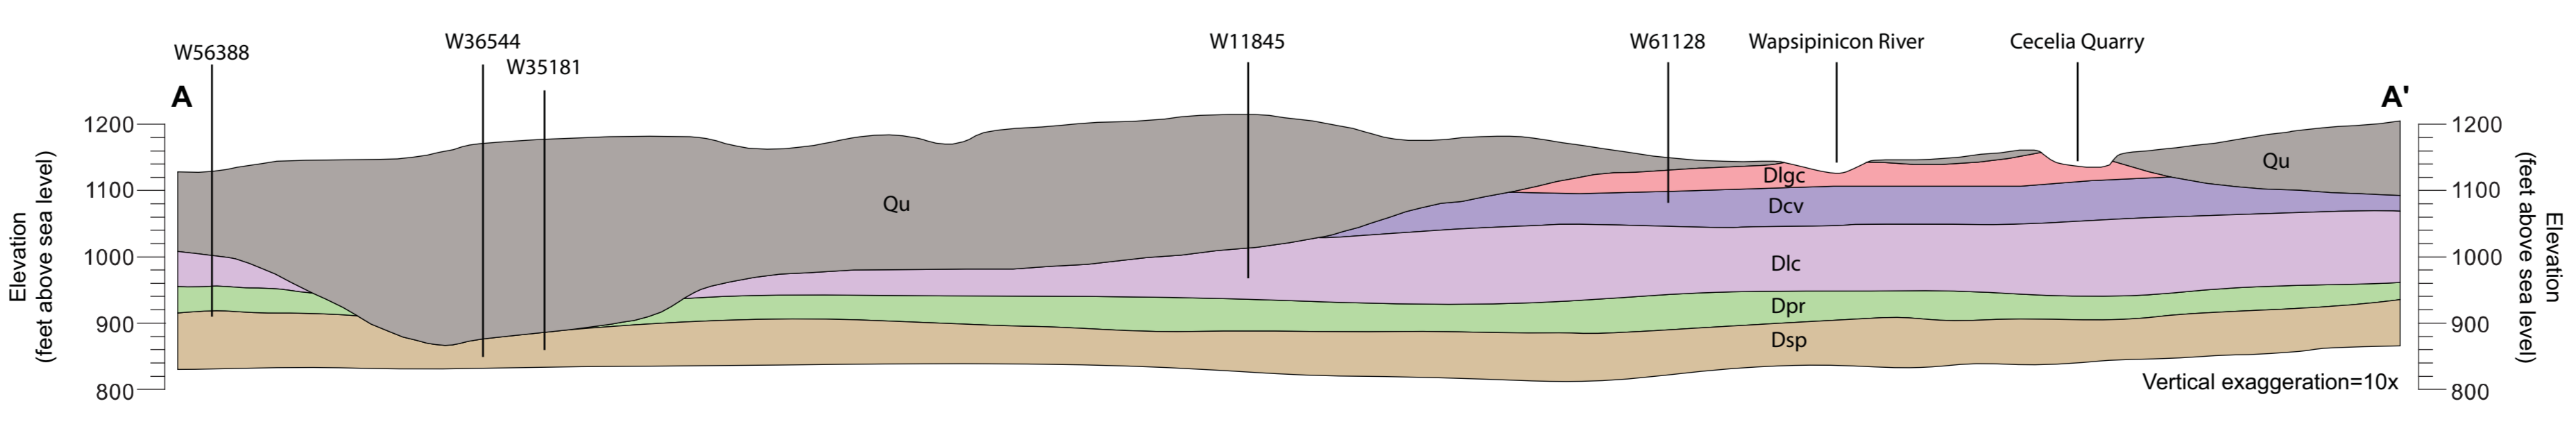 W56388
W36544
W35181
W11845
W61128
Wapsipinicon River
Cecelia Quarry
A
A'
1200
1100
1000
900
800
Elevation
(feet above sea level)
Qu
Dlgc
Dcv
Dlc
Dpr
Dsp
Qu
1200
1100
1000
900
800
Elevation
(feet above sea level)
Vertical exaggeration=10x